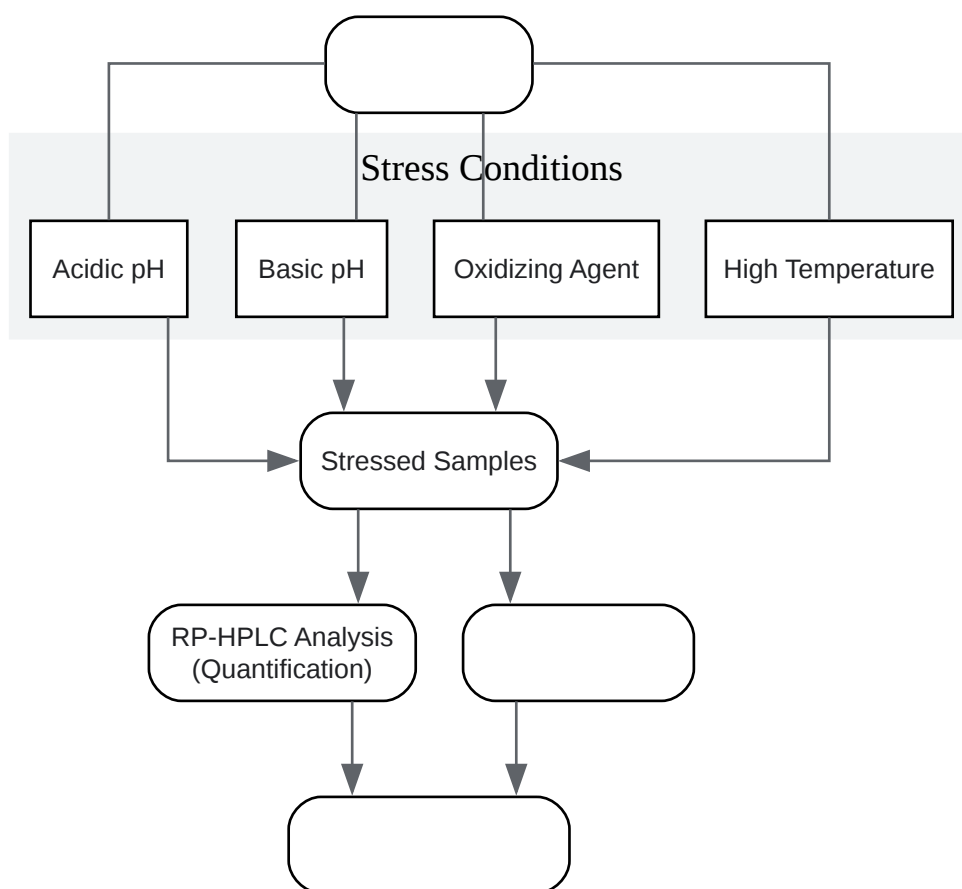 Stress Conditions
Acidic pH
Basic pH
Oxidizing Agent
High Temperature
Stressed Samples
RP-HPLC Analysis
(Quantification)